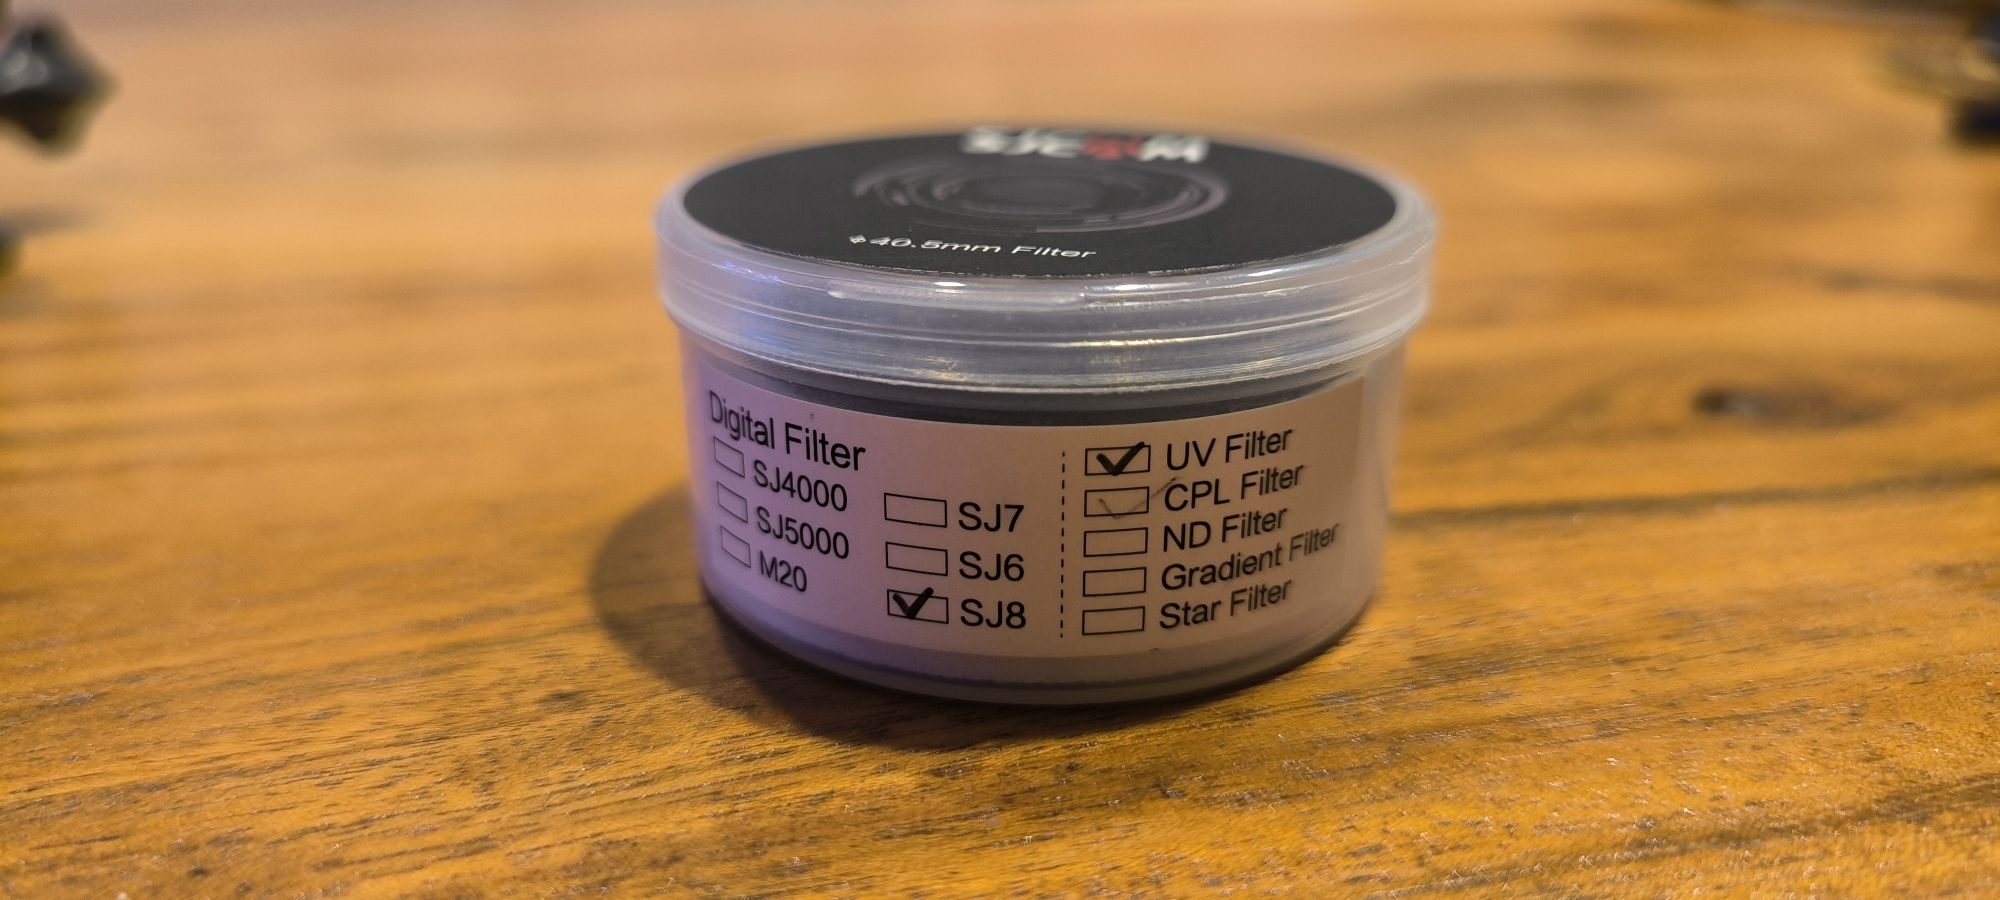 SJCAM
⌀40.5mm Filter
Digital Filter
SJ4000
SJ5000
M20
SJ7
SJ6
SJ8
UV Filter
CPL Filter
ND Filter
Gradient Filter
Star Filter